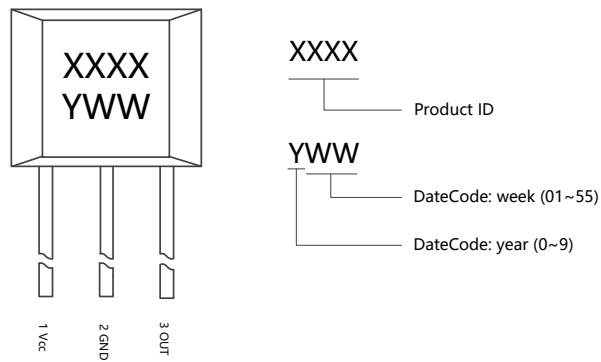 XXXX
YWW
1 Vcc
2 GND
3 OUT
XXXX
Product ID
YWW
DateCode: week (01~55)
DateCode: year (0~9)